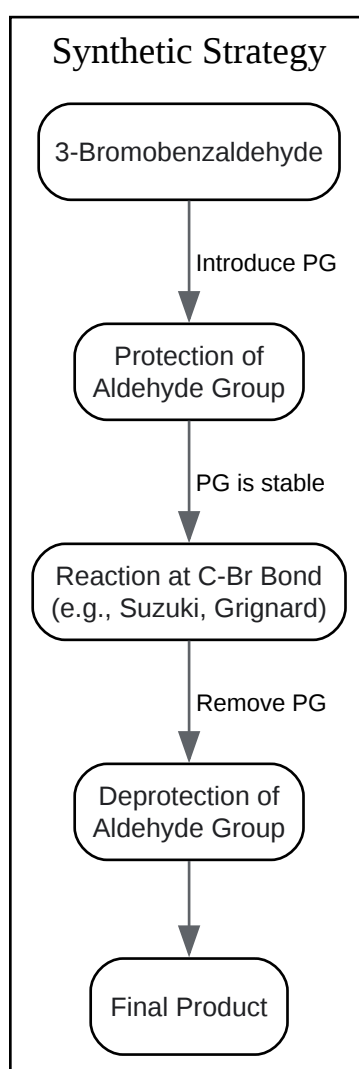 Synthetic Strategy
3-Bromobenzaldehyde
Introduce PG
Protection of
Aldehyde Group
PG is stable
Reaction at C-Br Bond
(e.g., Suzuki, Grignard)
Remove PG
Deprotection of
Aldehyde Group
Final Product